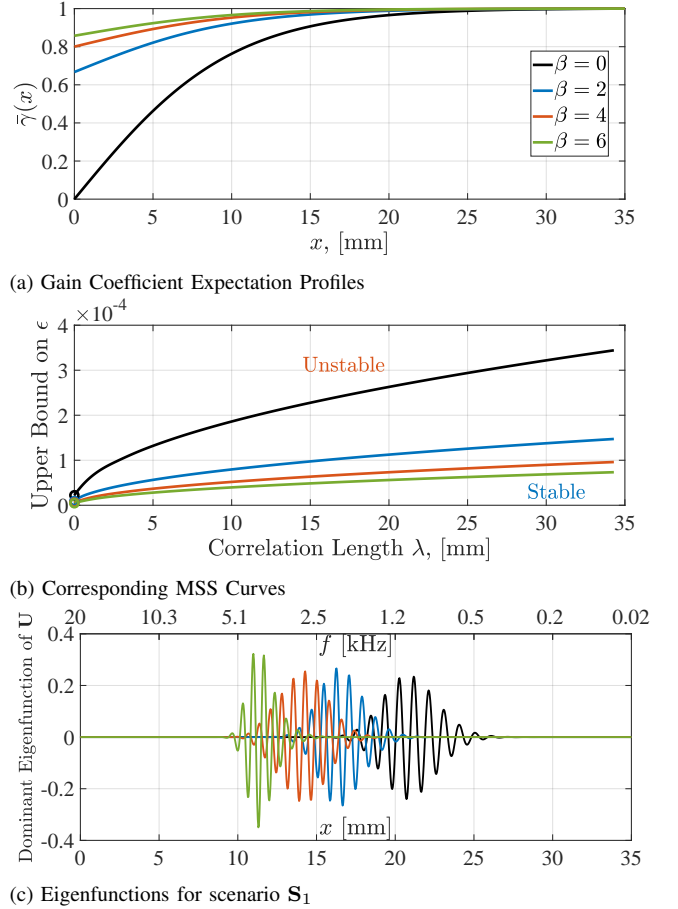 1
0.8
0.6
0.4
0.2
0
γ̄(x)
β = 0
β = 2
β = 4
β = 6
0 5 10 15 20 25 30 35
x, [mm]
(a) Gain Coefficient Expectation Profiles
×10⁻⁴
4
3
2
1
0
Upper Bound on ϵ
Unstable
Stable
0 5 10 15 20 25 30 35
Correlation Length λ, [mm]
(b) Corresponding MSS Curves
20 10.3 5.1 2.5 1.2 0.5 0.2 0.02
f [kHz]
0.4
0.2
0
-0.2
-0.4
Dominant Eigenfunction of U
x [mm]
0 5 10 15 20 25 30 35
(c) Eigenfunctions for scenario S₁